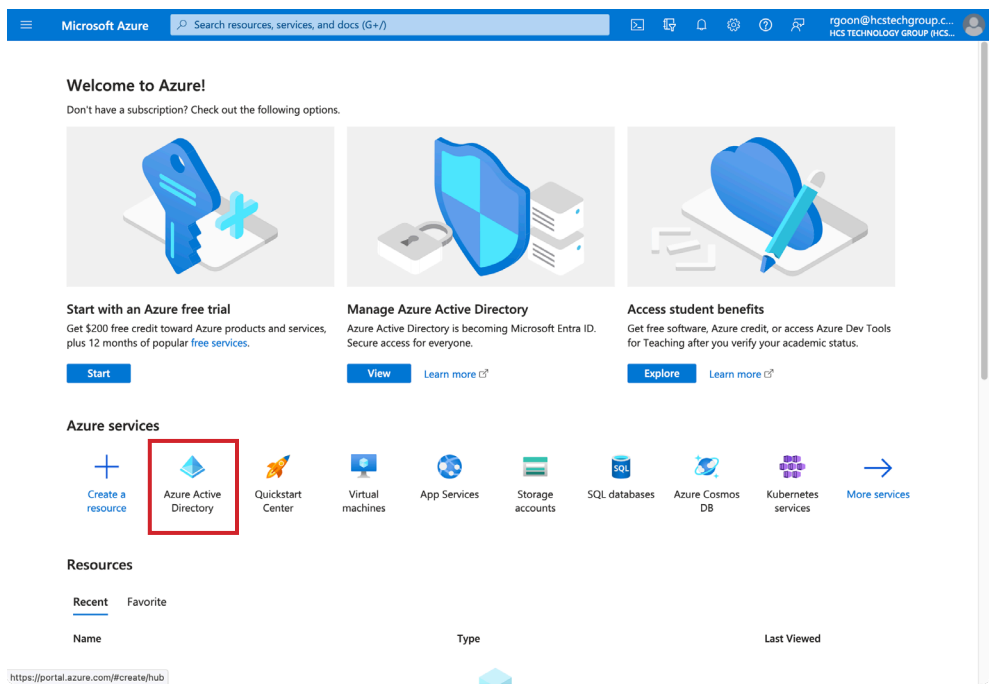 Microsoft Azure
Search resources, services, and docs (G+/)
rgoon@hcstechgroup.c...
HCS TECHNOLOGY GROUP (HCS...
Welcome to Azure!
Don't have a subscription? Check out the following options.
Start with an Azure free trial
Get $200 free credit toward Azure products and services,
plus 12 months of popular free services.
Start
Manage Azure Active Directory
Azure Active Directory is becoming Microsoft Entra ID.
Secure access for everyone.
View
Learn more
Access student benefits
Get free software, Azure credit, or access Azure Dev Tools
for Teaching after you verify your academic status.
Explore
Learn more
Azure services
Create a
resource
Azure Active
Directory
Quickstart
Center
Virtual
machines
App Services
Storage
accounts
SQL
SQL databases
Azure Cosmos
DB
Kubernetes
services
More services
Resources
Recent
Favorite
Name
Type
Last Viewed
https://portal.azure.com/#create/hub